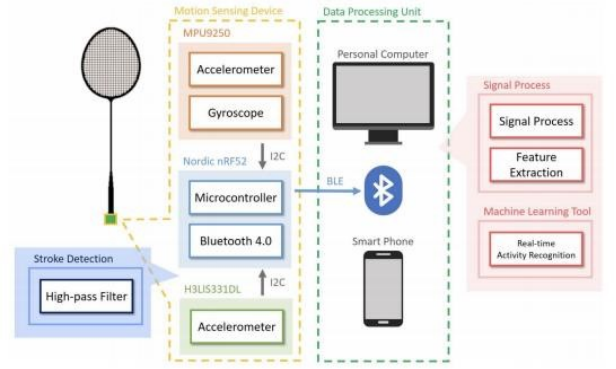 Motion Sensing Device
MPU9250
Accelerometer
Gyroscope
I2C
Nordic nRF52
Microcontroller
Bluetooth 4.0
I2C
H3LIS331DL
Accelerometer
Stroke Detection
High-pass Filter
BLE
Data Processing Unit
Personal Computer
Smart Phone
Signal Process
Signal Process
Feature
Extraction
Machine Learning Tool
Real-time
Activity Recognition